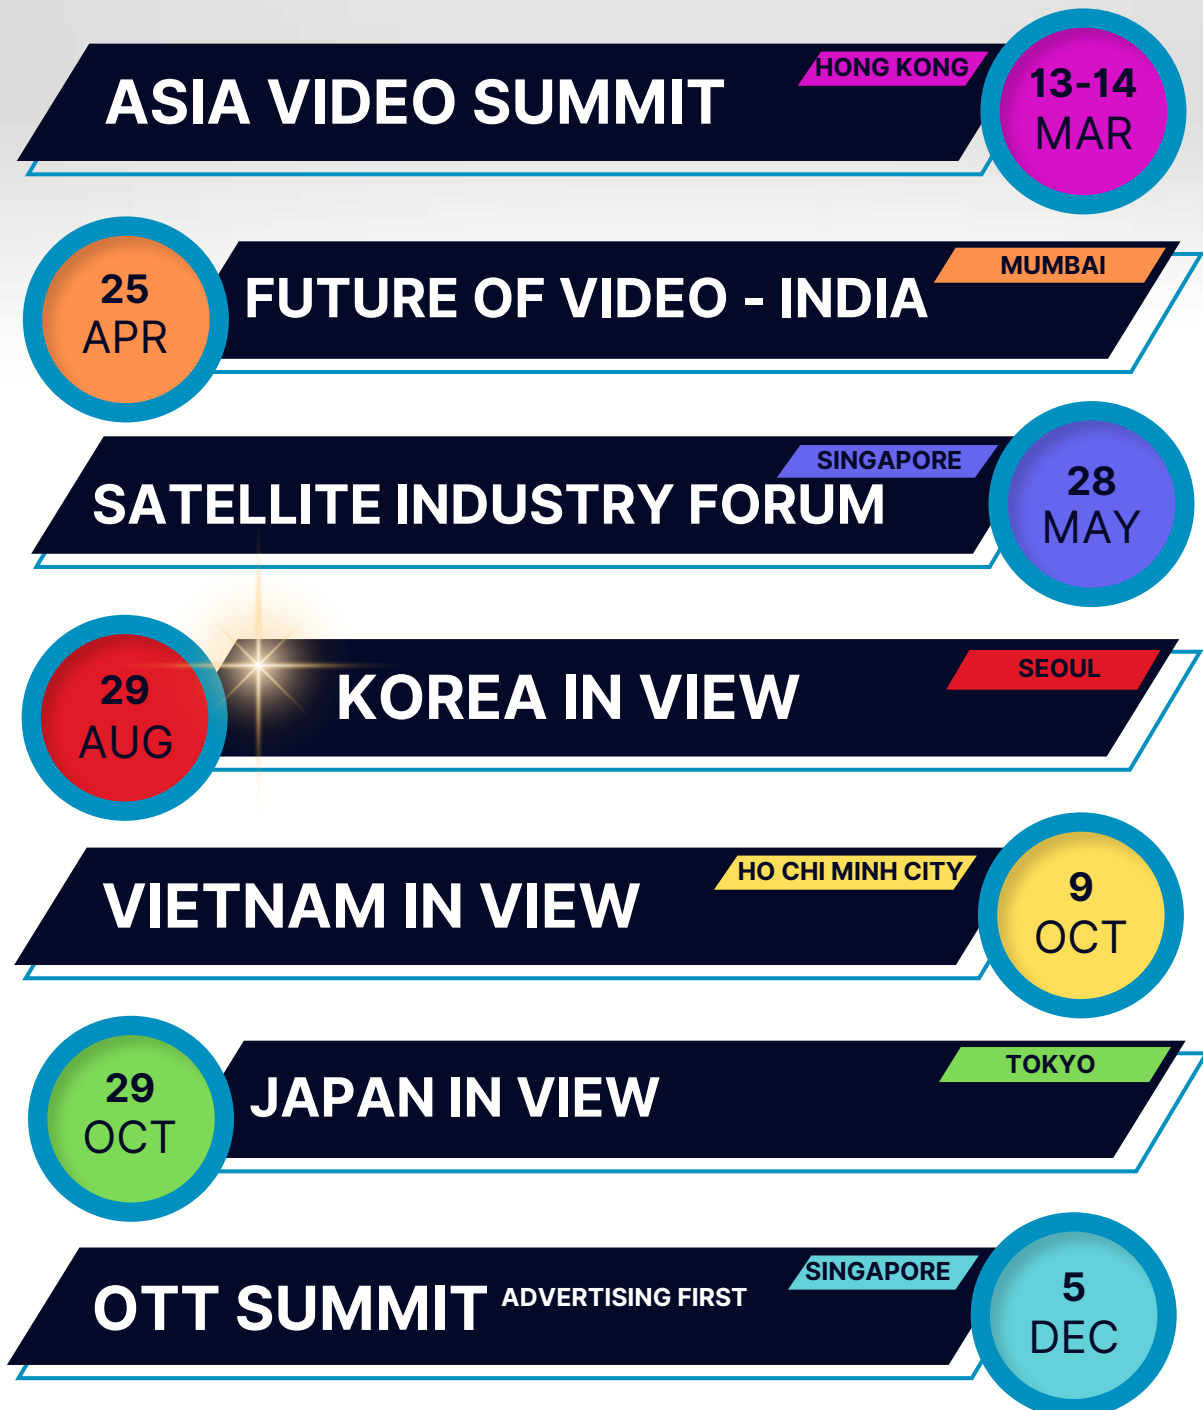 ASIA VIDEO SUMMIT
HONG KONG
13-14
MAR
25
APR
FUTURE OF VIDEO - INDIA
MUMBAI
SATELLITE INDUSTRY FORUM
SINGAPORE
28
MAY
29
AUG
KOREA IN VIEW
SEOUL
VIETNAM IN VIEW
HO CHI MINH CITY
9
OCT
29
OCT
JAPAN IN VIEW
TOKYO
OTT SUMMIT ADVERTISING FIRST
SINGAPORE
5
DEC